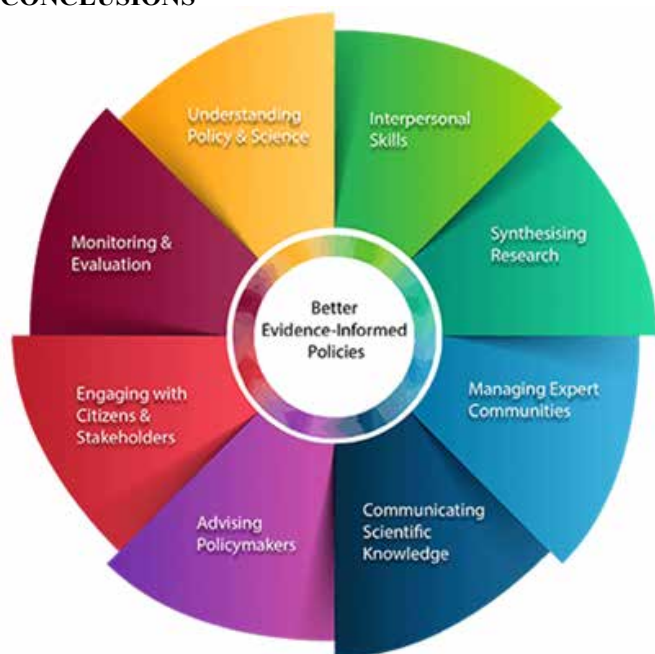 CONCLUSIONS
Understanding
Policy & Science
Interpersonal
Skills
Synthesising
Research
Managing Expert
Communities
Communicating
Scientific
Knowledge
Advising
Policymakers
Engaging with
Citizens &
Stakeholders
Monitoring &
Evaluation
Better
Evidence-Informed
Policies